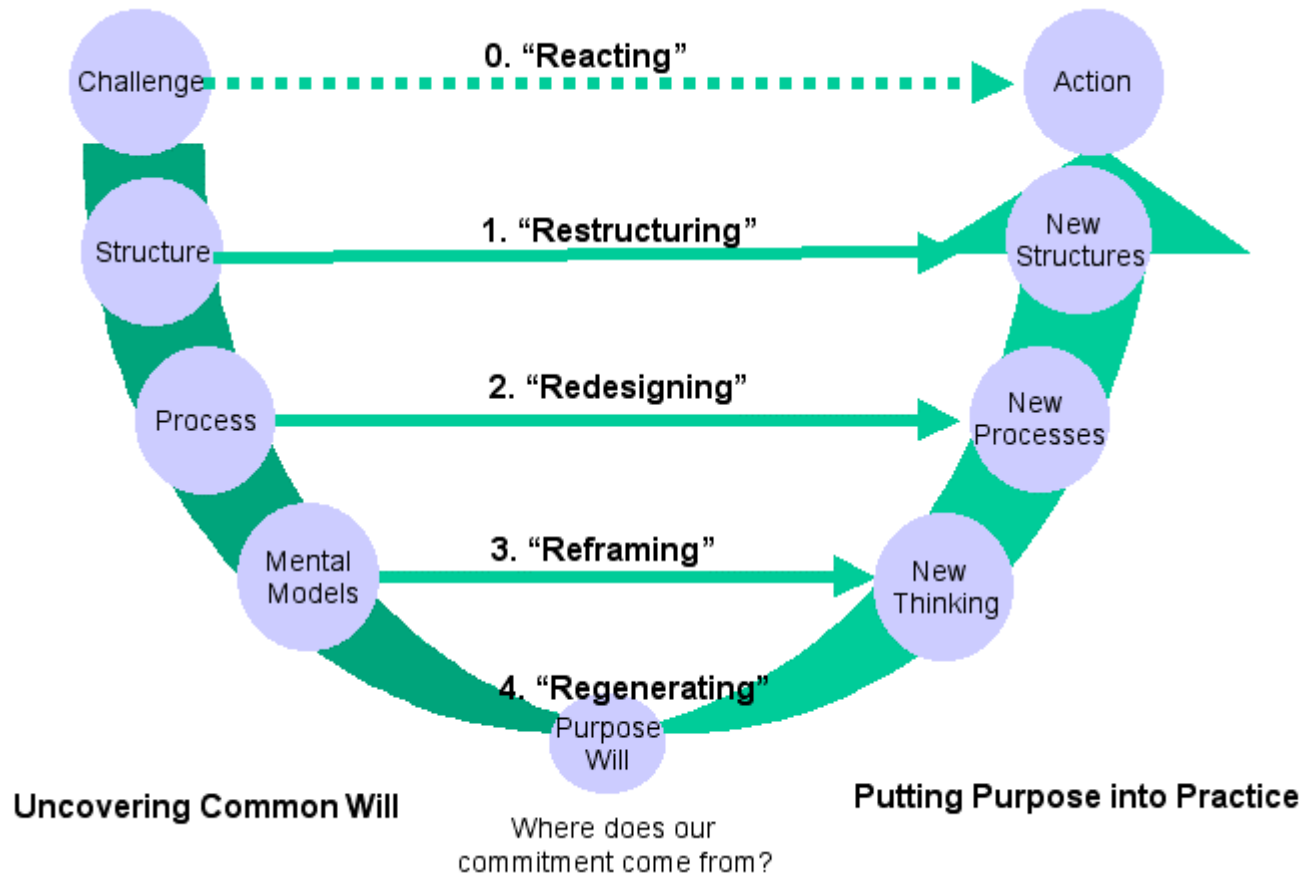 0. “Reacting”
Challenge
Action
1. “Restructuring”
Structure
New
Structures
2. “Redesigning”
Process
New
Processes
3. “Reframing”
Mental
Models
New
Thinking
4. “Regenerating”
Purpose
Will
Uncovering Common Will
Putting Purpose into Practice
Where does our
commitment come from?